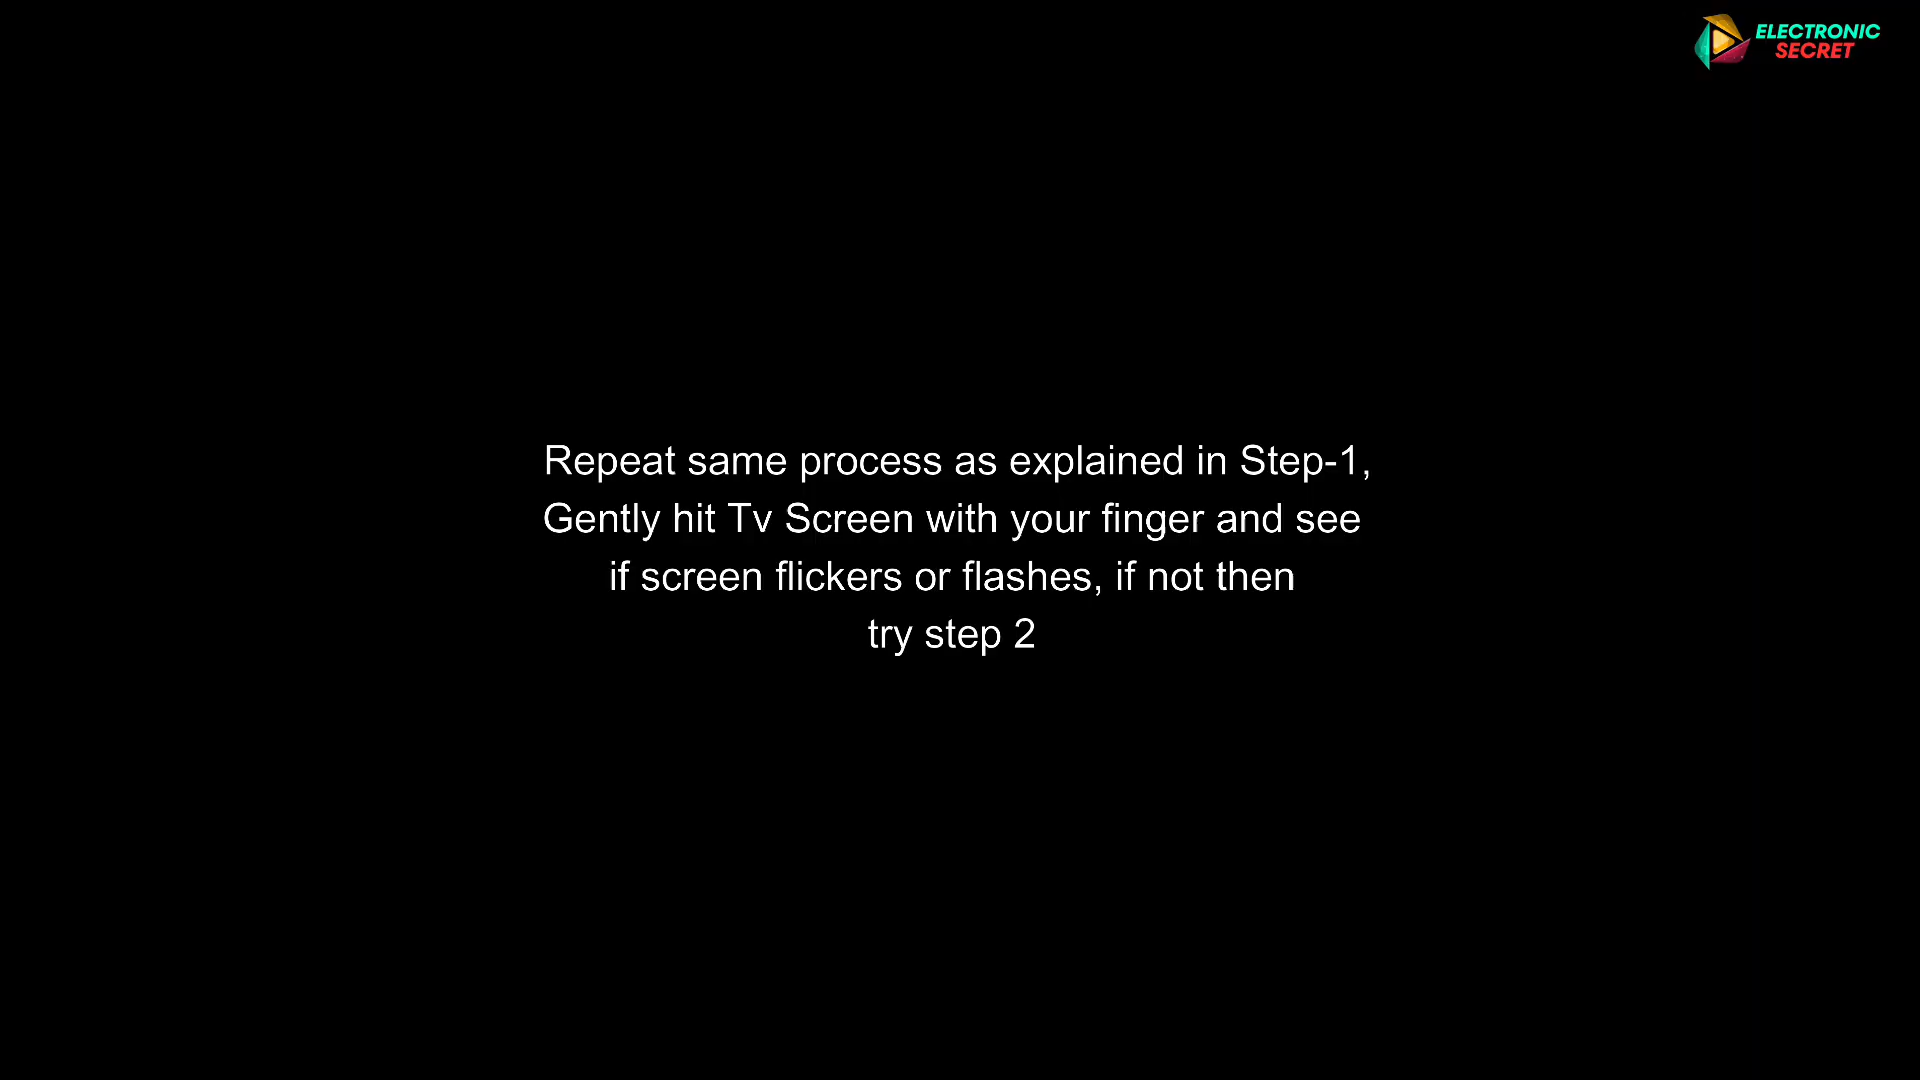 ELECTRONIC
SECRET
Repeat same process as explained in Step-1,
Gently hit Tv Screen with your finger and see
if screen flickers or flashes, if not then
try step 2